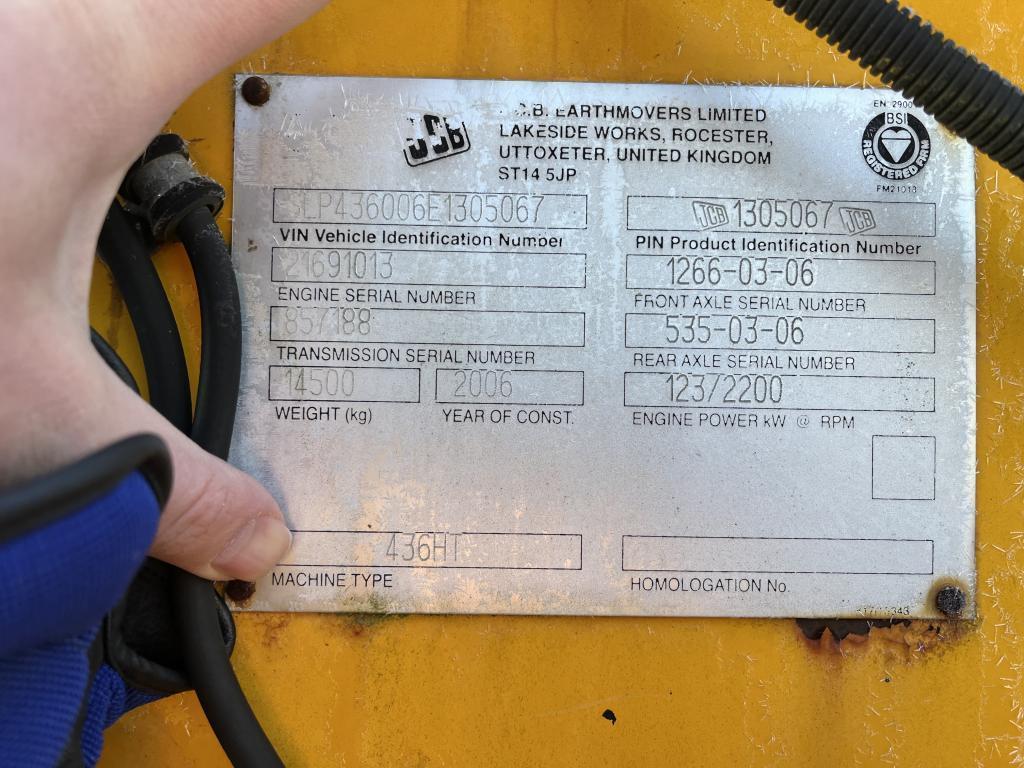 JCB
J.C.B. EARTHMOVERS LIMITED
LAKESIDE WORKS, ROCESTER,
UTTOXETER, UNITED KINGDOM
ST14 5JP
BSI
REGISTERED FIRM
FM21013
SLP436006E1305067
VIN Vehicle Identification Number
JCB 1305067 JCB
PIN Product Identification Number
21691013
ENGINE SERIAL NUMBER
1266-03-06
FRONT AXLE SERIAL NUMBER
857188
TRANSMISSION SERIAL NUMBER
535-03-06
REAR AXLE SERIAL NUMBER
14500
WEIGHT (kg)
2006
YEAR OF CONST.
123/2200
ENGINE POWER kW @ RPM
436HT
MACHINE TYPE
HOMOLOGATION No.